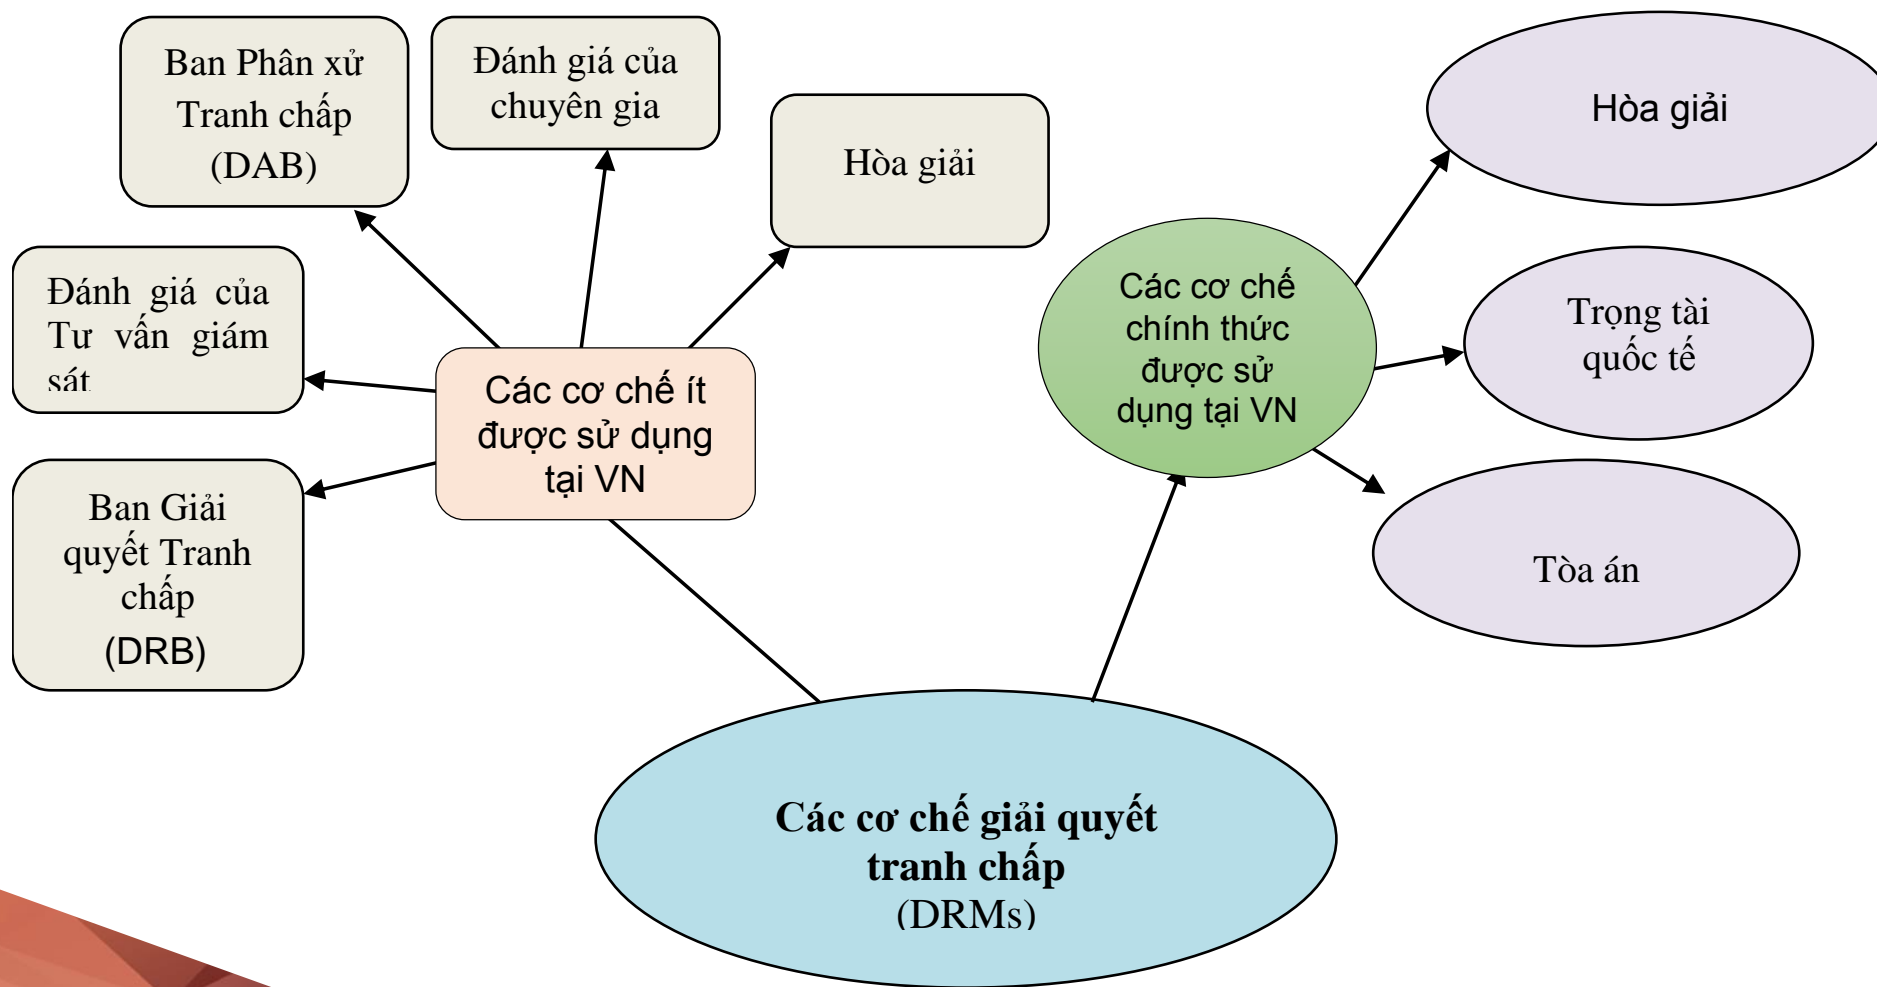 Ban Phân xử
Tranh chấp
(DAB)
Đánh giá của
chuyên gia
Hòa giải
Hòa giải
Đánh giá của
Tư vấn giám
sát
Các cơ chế ít
được sử dụng
tại VN
Các cơ chế
chính thức
được sử
dụng tại VN
Trọng tài
quốc tế
Ban Giải
quyết Tranh
chấp
(DRB)
Tòa án
Các cơ chế giải quyết
tranh chấp
(DRMs)